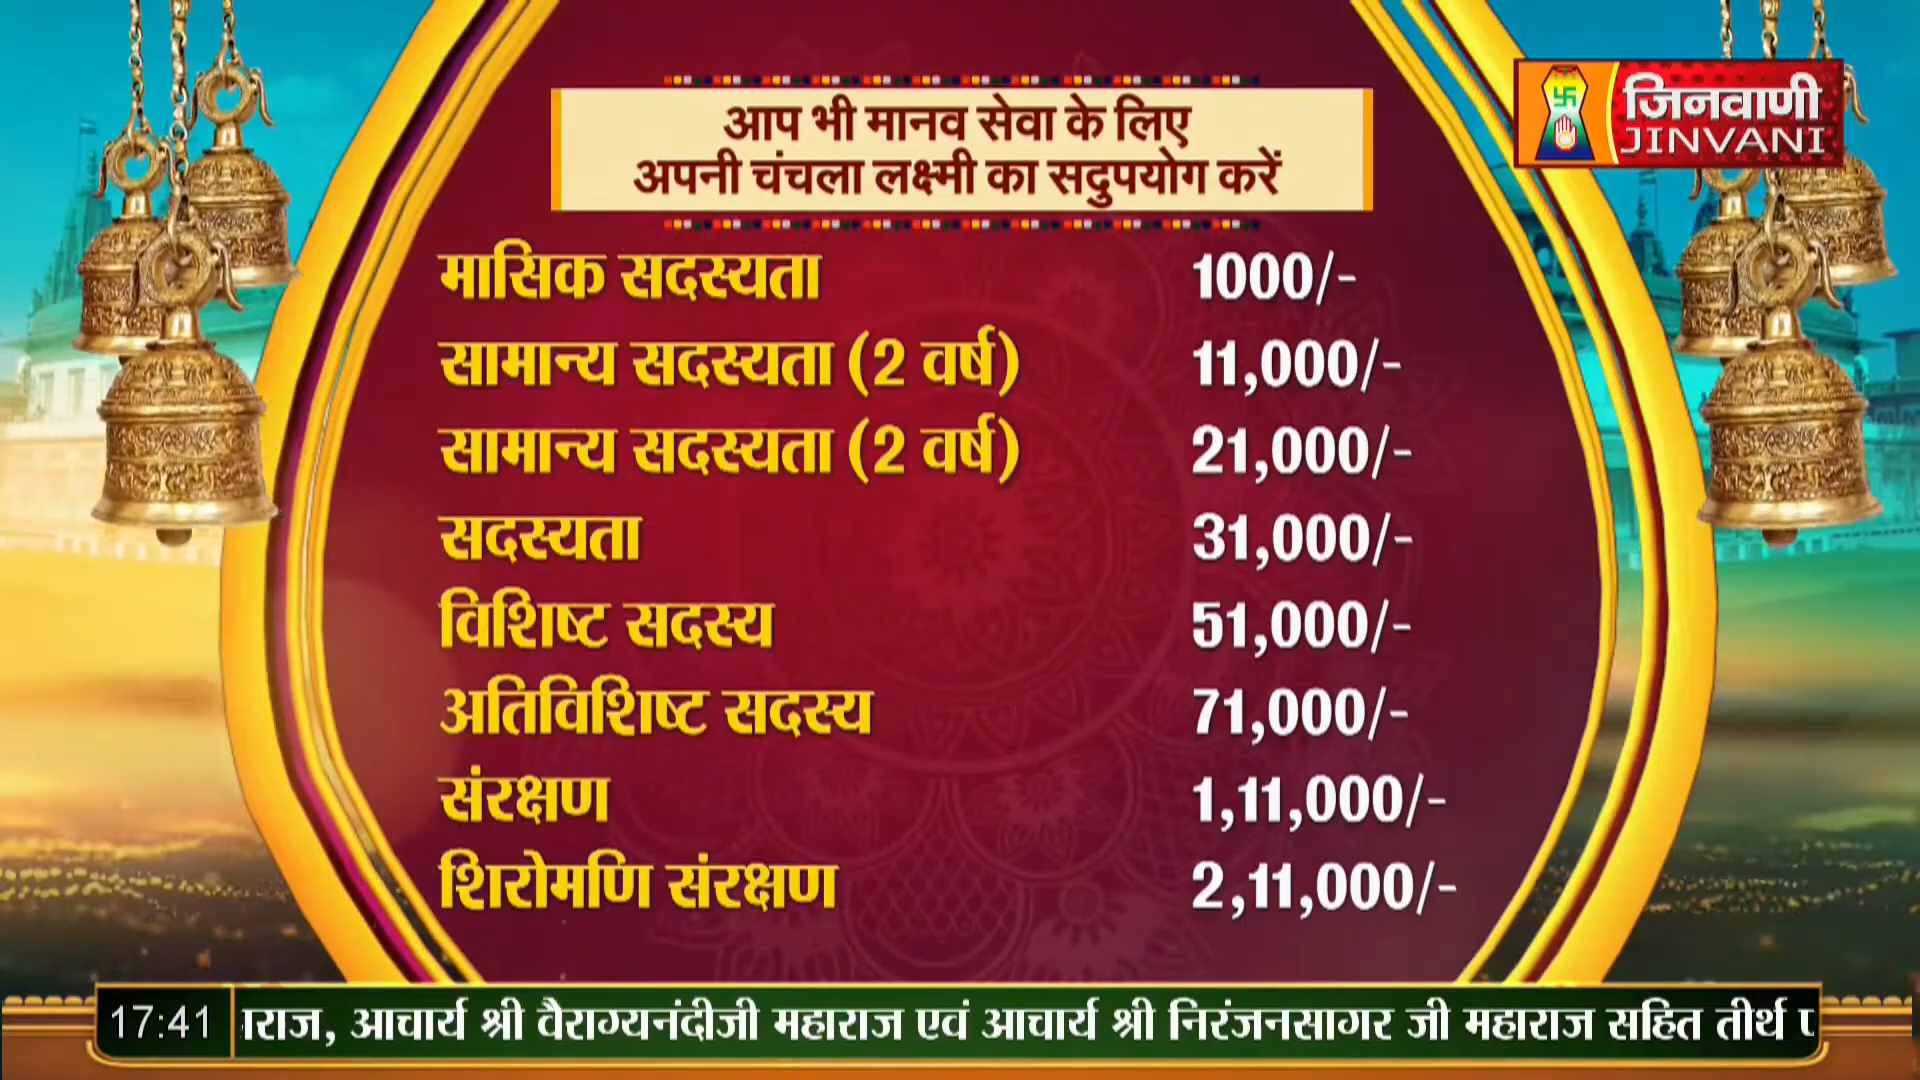 आप भी मानव सेवा के लिए
अपनी चंचला लक्ष्मी का सदुपयोग करें
जिनवाणी
JINVANI
मासिक सदस्यता 1000/-
सामान्य सदस्यता (2 वर्ष) 11,000/-
सामान्य सदस्यता (2 वर्ष) 21,000/-
सदस्यता 31,000/-
विशिष्ट सदस्य 51,000/-
अतिविशिष्ट सदस्य 71,000/-
संरक्षण 1,11,000/-
शिरोमणि संरक्षण 2,11,000/-
17:41 आचार्य श्री वैराग्यनंदीजी महाराज एवं आचार्य श्री निरंजनसागर जी महाराज सहित तीर्थ